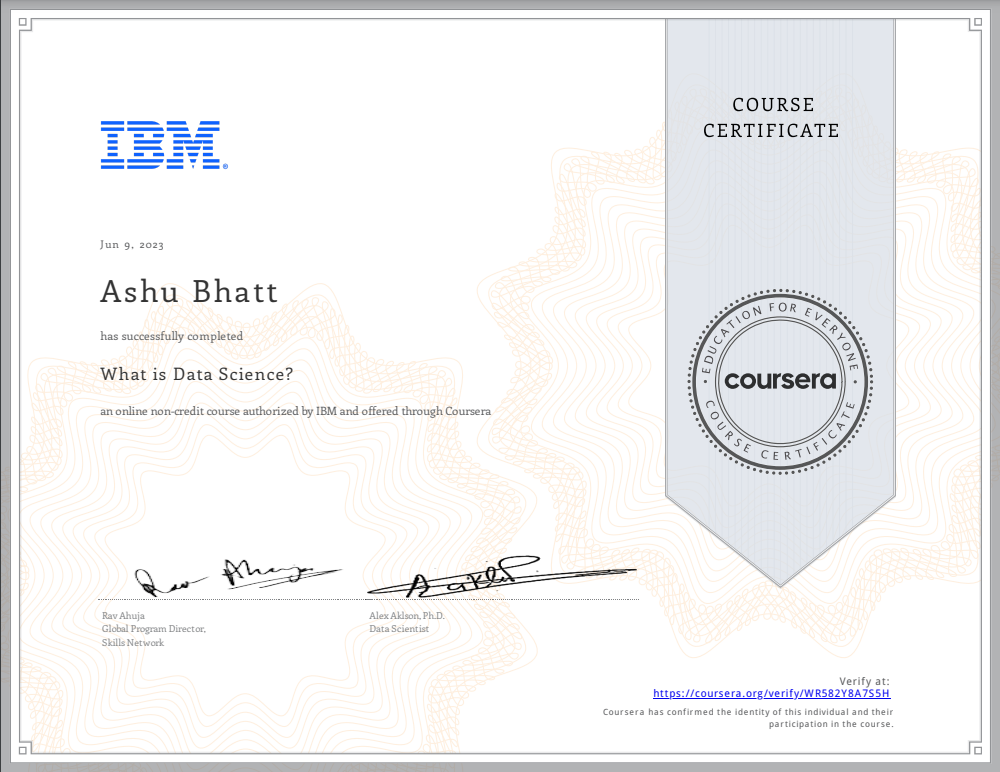 COURSE
CERTIFICATE
IBM®
Jun 9, 2023
Ashu Bhatt
has successfully completed
What is Data Science?
an online non-credit course authorized by IBM and offered through Coursera
EDUCATION FOR EVERYONE
coursera
COURSE CERTIFICATE
Rav Ahuja
Global Program Director,
Skills Network
Alex Aklson, Ph.D.
Data Scientist
Verify at:
https://coursera.org/verify/WR582Y8A7S5H
Coursera has confirmed the identity of this individual and their
participation in the course.